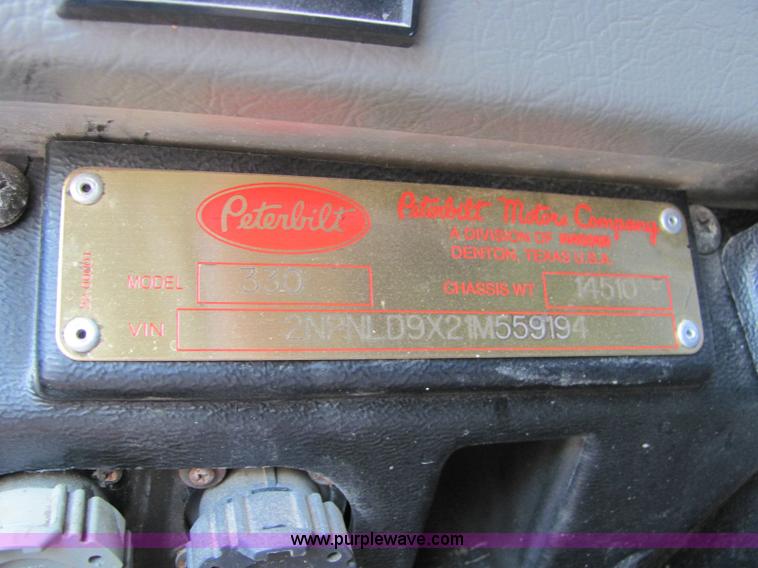 Peterbilt
Peterbilt Motors Company
A DIVISION OF PACCAR
DENTON, TEXAS U.S.A.
MODEL 330
CHASSIS WT 14510
VIN 2NPNLD9X21M559194
www.purplewave.com